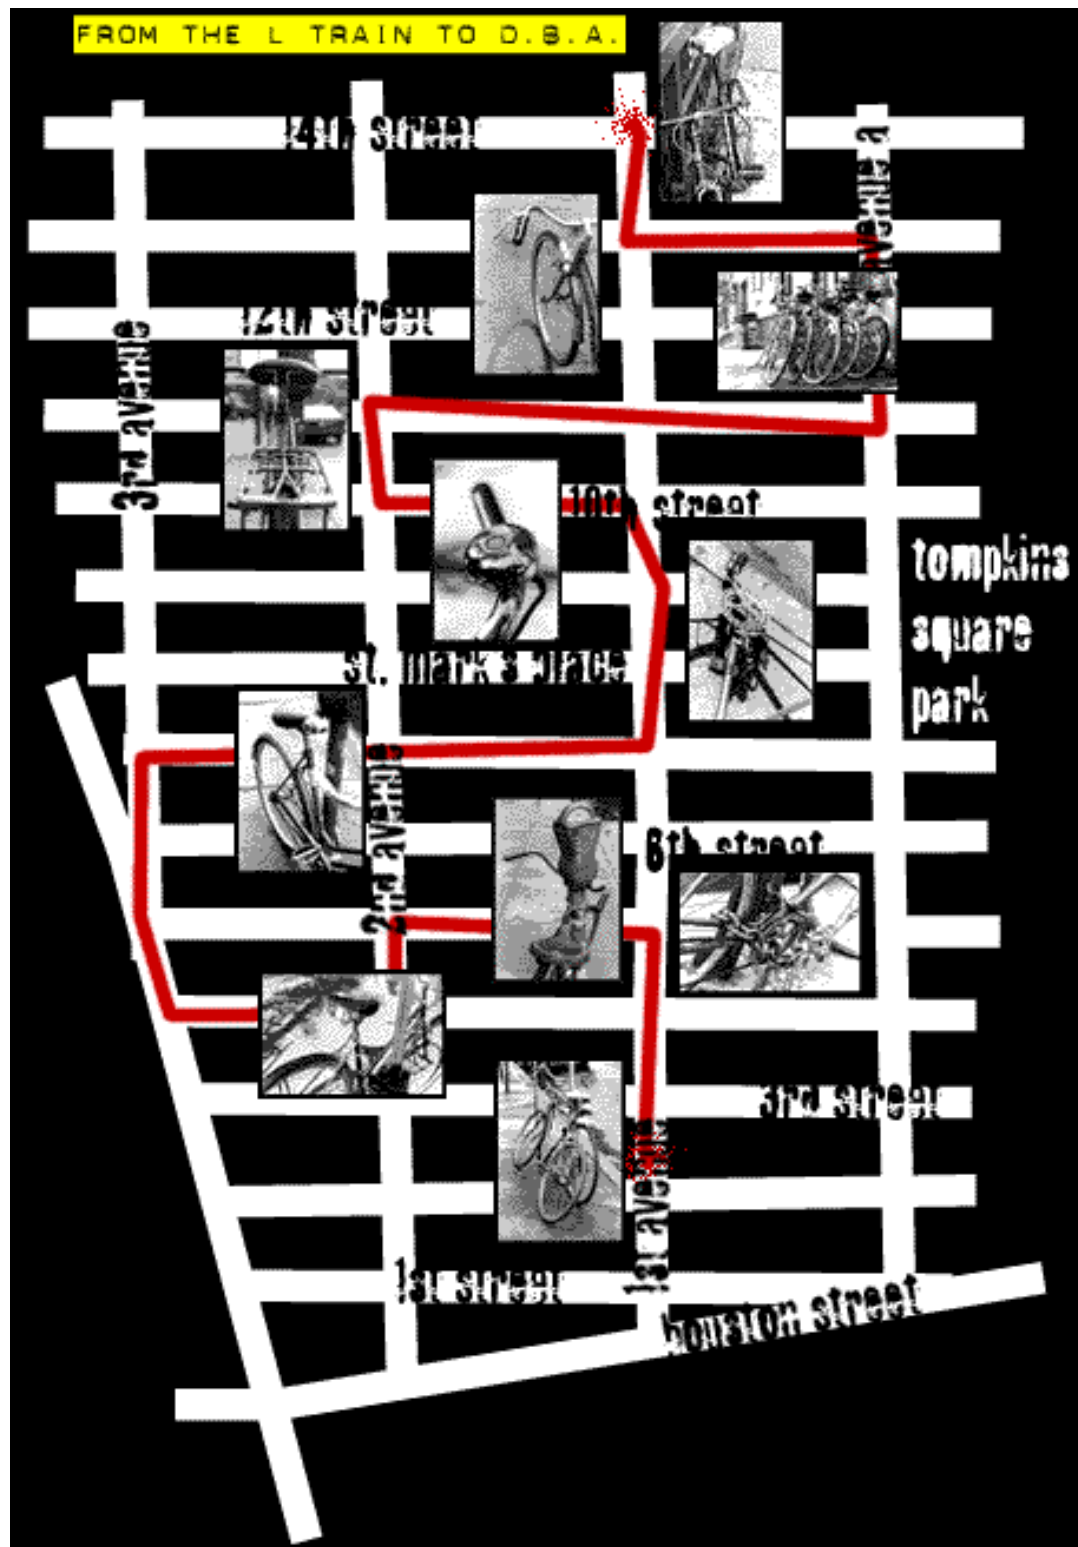 FROM THE L TRAIN TO D.B.A.
14th street
avenue a
12th street
3rd avenue
10th street
tompkins
square
park
st. mark's place
2nd avenue
6th street
3rd street
1st avenue
1st street
houston street